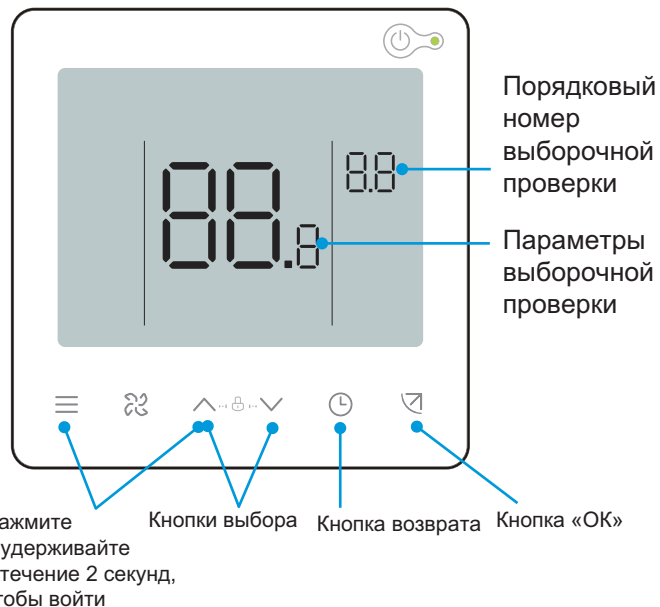 88.8
8.8
Порядковый
номер
выборочной
проверки
Параметры
выборочной
проверки
удерживайте
течение 2 секунд,
войти
Кнопки выбора
Кнопка возврата
Кнопка «ОК»